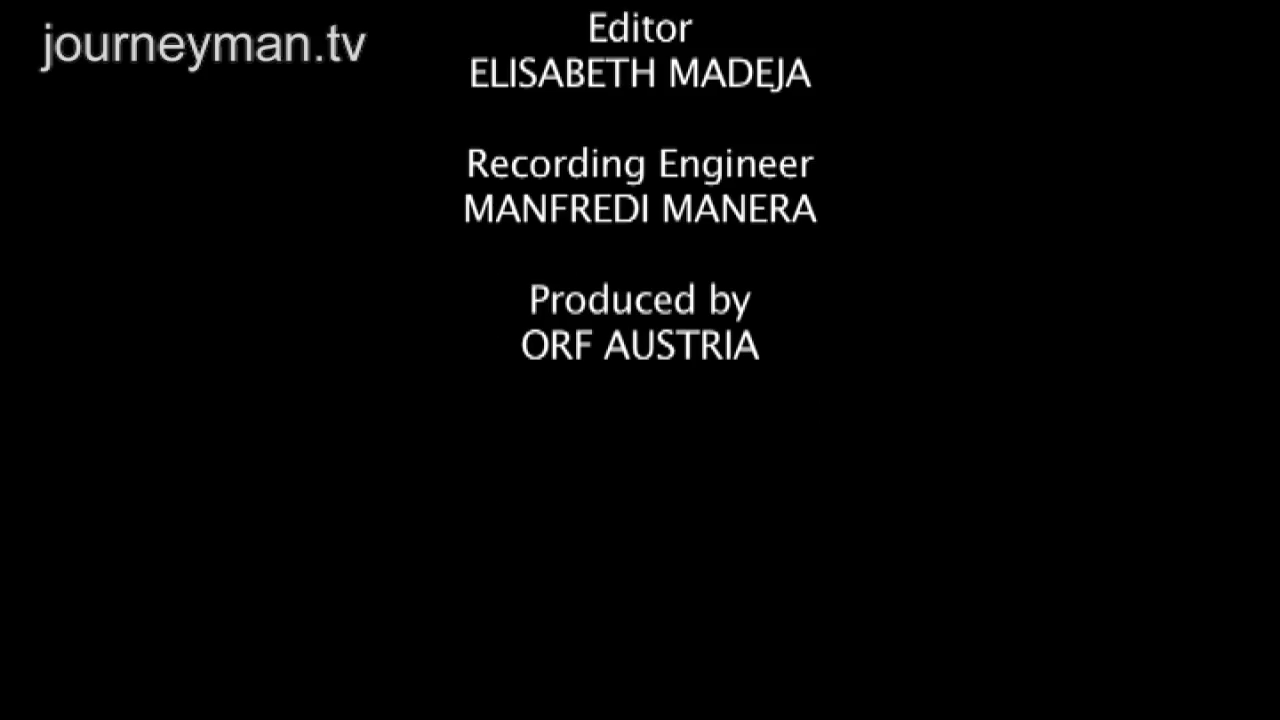 journeyman.tv
Editor
ELISABETH MADEJA
Recording Engineer
MANFREDI MANERA
Produced by
ORF AUSTRIA